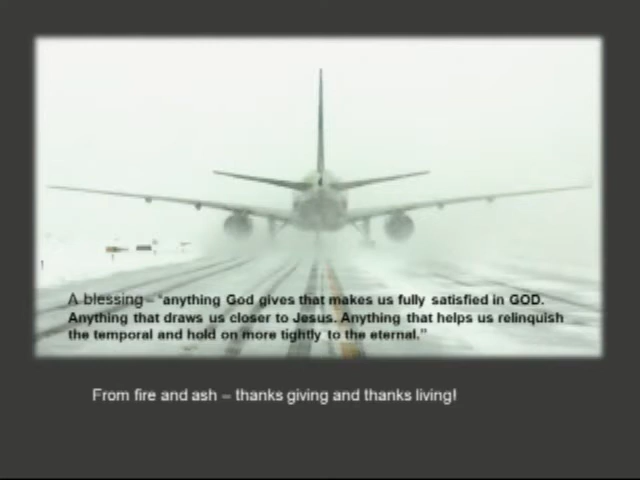 A blessing – “anything God gives that makes us fully satisfied in GOD.
Anything that draws us closer to Jesus. Anything that helps us relinquish
the temporal and hold on more tightly to the eternal.”
From fire and ash – thanks giving and thanks living!